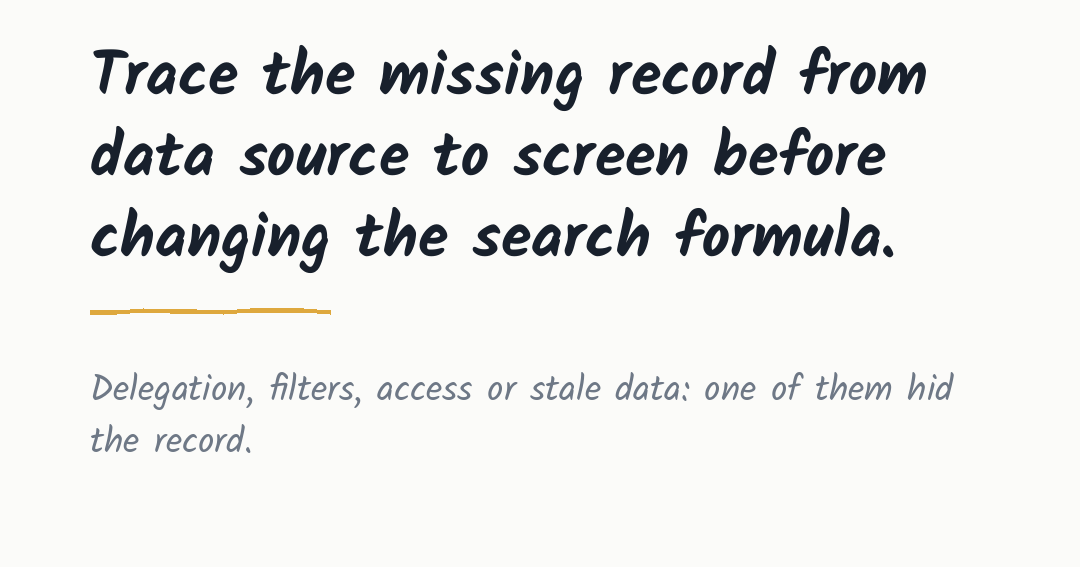 Trace the missing record from
data source to screen before
changing the search formula.
Delegation, filters, access or stale data: one of them hid
the record.